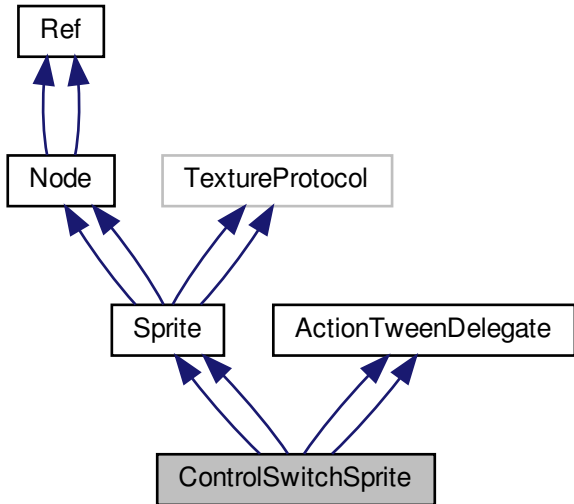 Ref
Node
TextureProtocol
Sprite
ActionTweenDelegate
ControlSwitchSprite